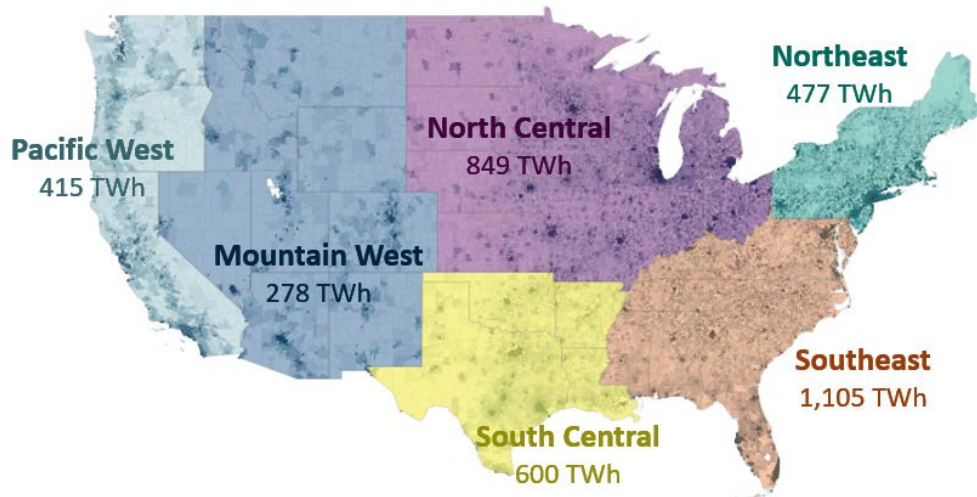 Northeast
477 TWh
North Central
849 TWh
Pacific West
415 TWh
Mountain West
278 TWh
Southeast
1,105 TWh
South Central
600 TWh